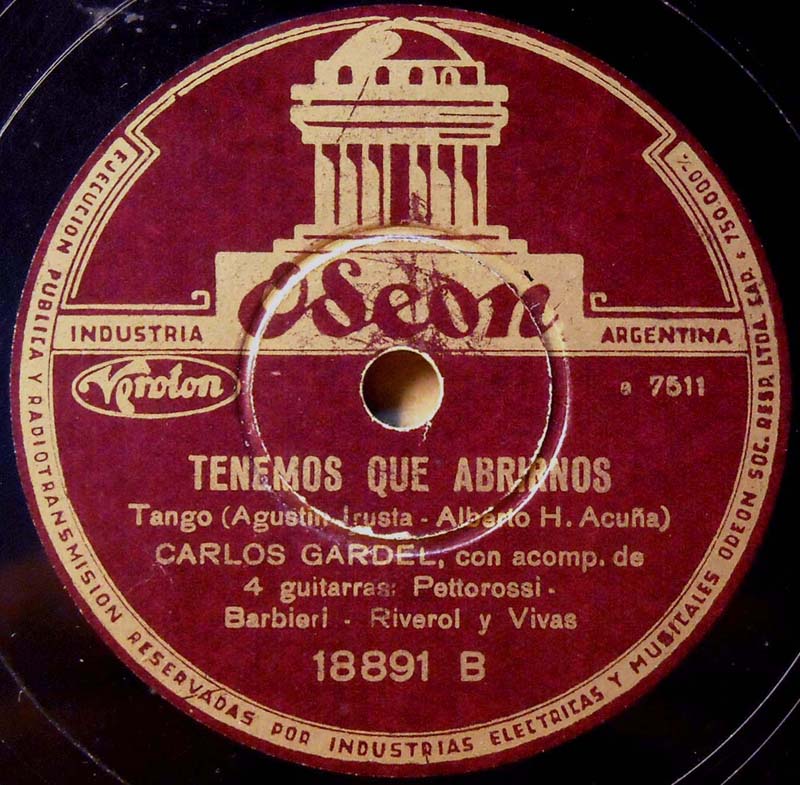 Odeon
INDUSTRIA
ARGENTINA
Veroton
e 7511
TENEMOS QUE ABRIRNOS
Tango (Agustin Irusta - Alberto H. Acuña)
CARLOS GARDEL, con acomp. de
4 guitarras: Pettorossi -
Barbieri - Riverol y Vivas
18891 B
EJECUCION PUBLICA Y RADIOTRANSMISION RESERVADAS POR INDUSTRIAS ELECTRICAS Y MUSICALES ODEON SOC. RESP. LTDA. CAP. $ 750.000 m/n